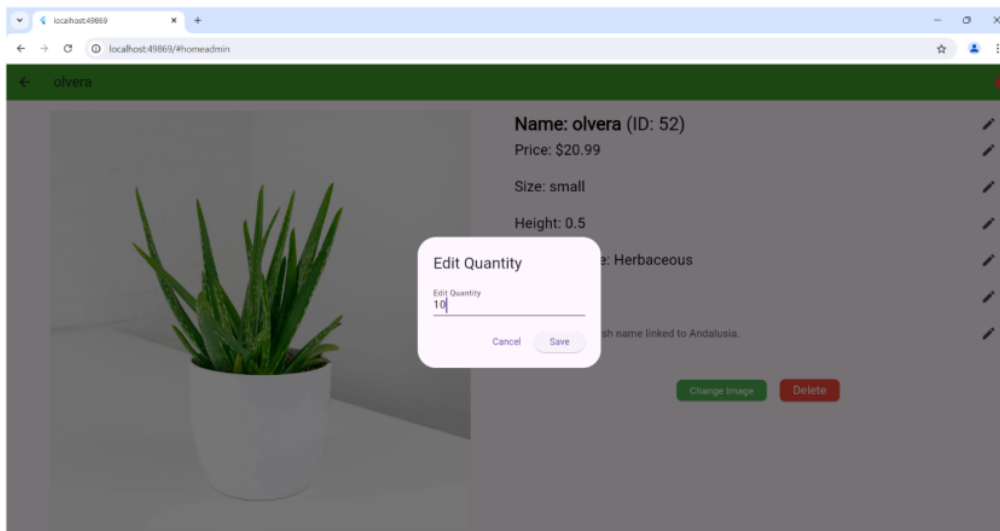 localhost:49869
localhost:49869/#homeadmin
olvera
Name: olvera (ID: 52)
Price: $20.99
Size: small
Height: 0.5
e: Herbaceous
sh name linked to Andalusia.
Edit Quantity
Edit Quantity
10
Cancel Save
Change Image Delete